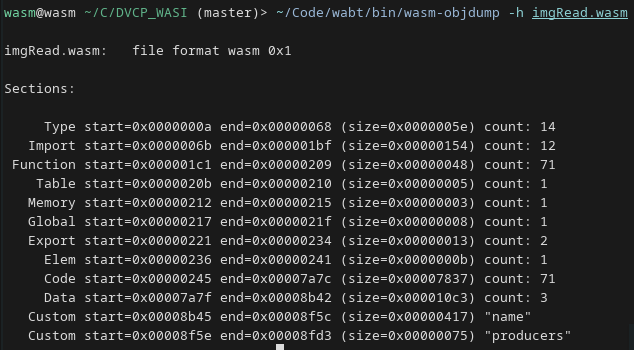 wasm@wasm ~/C/DVCP_WASI (master)> ~/Code/wabt/bin/wasm-objdump -h imgRead.wasm
imgRead.wasm:   file format wasm 0x1
Sections:
     Type start=0x0000000a end=0x00000068 (size=0x0000005e) count: 14
   Import start=0x0000006b end=0x000001bf (size=0x00000154) count: 12
 Function start=0x000001c1 end=0x00000209 (size=0x00000048) count: 71
    Table start=0x0000020b end=0x00000210 (size=0x00000005) count: 1
   Memory start=0x00000212 end=0x00000215 (size=0x00000003) count: 1
   Global start=0x00000217 end=0x0000021f (size=0x00000008) count: 1
   Export start=0x00000221 end=0x00000234 (size=0x00000013) count: 2
     Elem start=0x00000236 end=0x00000241 (size=0x0000000b) count: 1
     Code start=0x00000245 end=0x00007a7c (size=0x00007837) count: 71
     Data start=0x00007a7f end=0x00008b42 (size=0x000010c3) count: 3
   Custom start=0x00008b45 end=0x00008f5c (size=0x00000417) "name"
   Custom start=0x00008f5e end=0x00008fd3 (size=0x00000075) "producers"